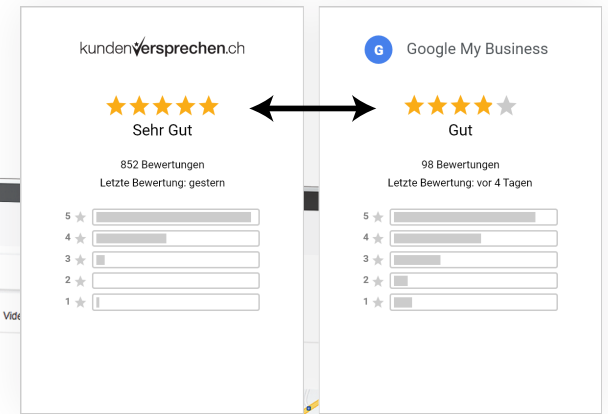 kundenversprechen.ch
Sehr Gut
852 Bewertungen
Letzte Bewertung: gestern
5
4
3
2
1
G Google My Business
Gut
98 Bewertungen
Letzte Bewertung: vor 4 Tagen
5
4
3
2
1